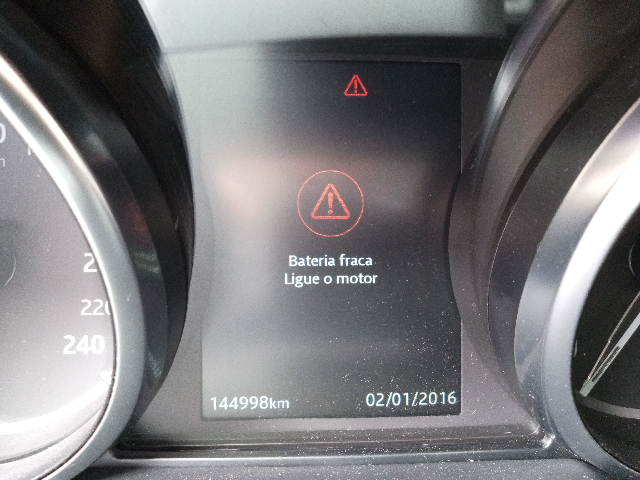 Bateria fraca
Ligue o motor
144998km 02/01/2016
220
240